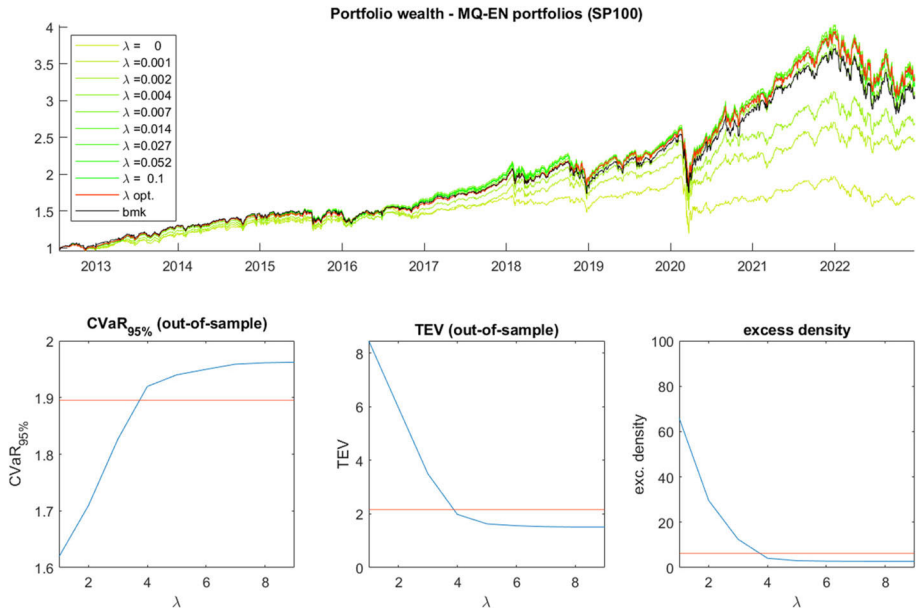 Portfolio wealth - MQ-EN portfolios (SP100)
4
3.5
3
2.5
2
1.5
1
λ = 0
λ =0.001
λ =0.002
λ =0.004
λ =0.007
λ =0.014
λ =0.027
λ =0.052
λ = 0.1
λ opt.
bmk
2013 2014 2015 2016 2017 2018 2019 2020 2021 2022
CVaR95% (out-of-sample)
CVaR95%
2
1.9
1.8
1.7
1.6
2 4 6 8
λ
TEV (out-of-sample)
TEV
8
6
4
2
0
2 4 6 8
λ
excess density
exc. density
100
80
60
40
20
0
2 4 6 8
λ